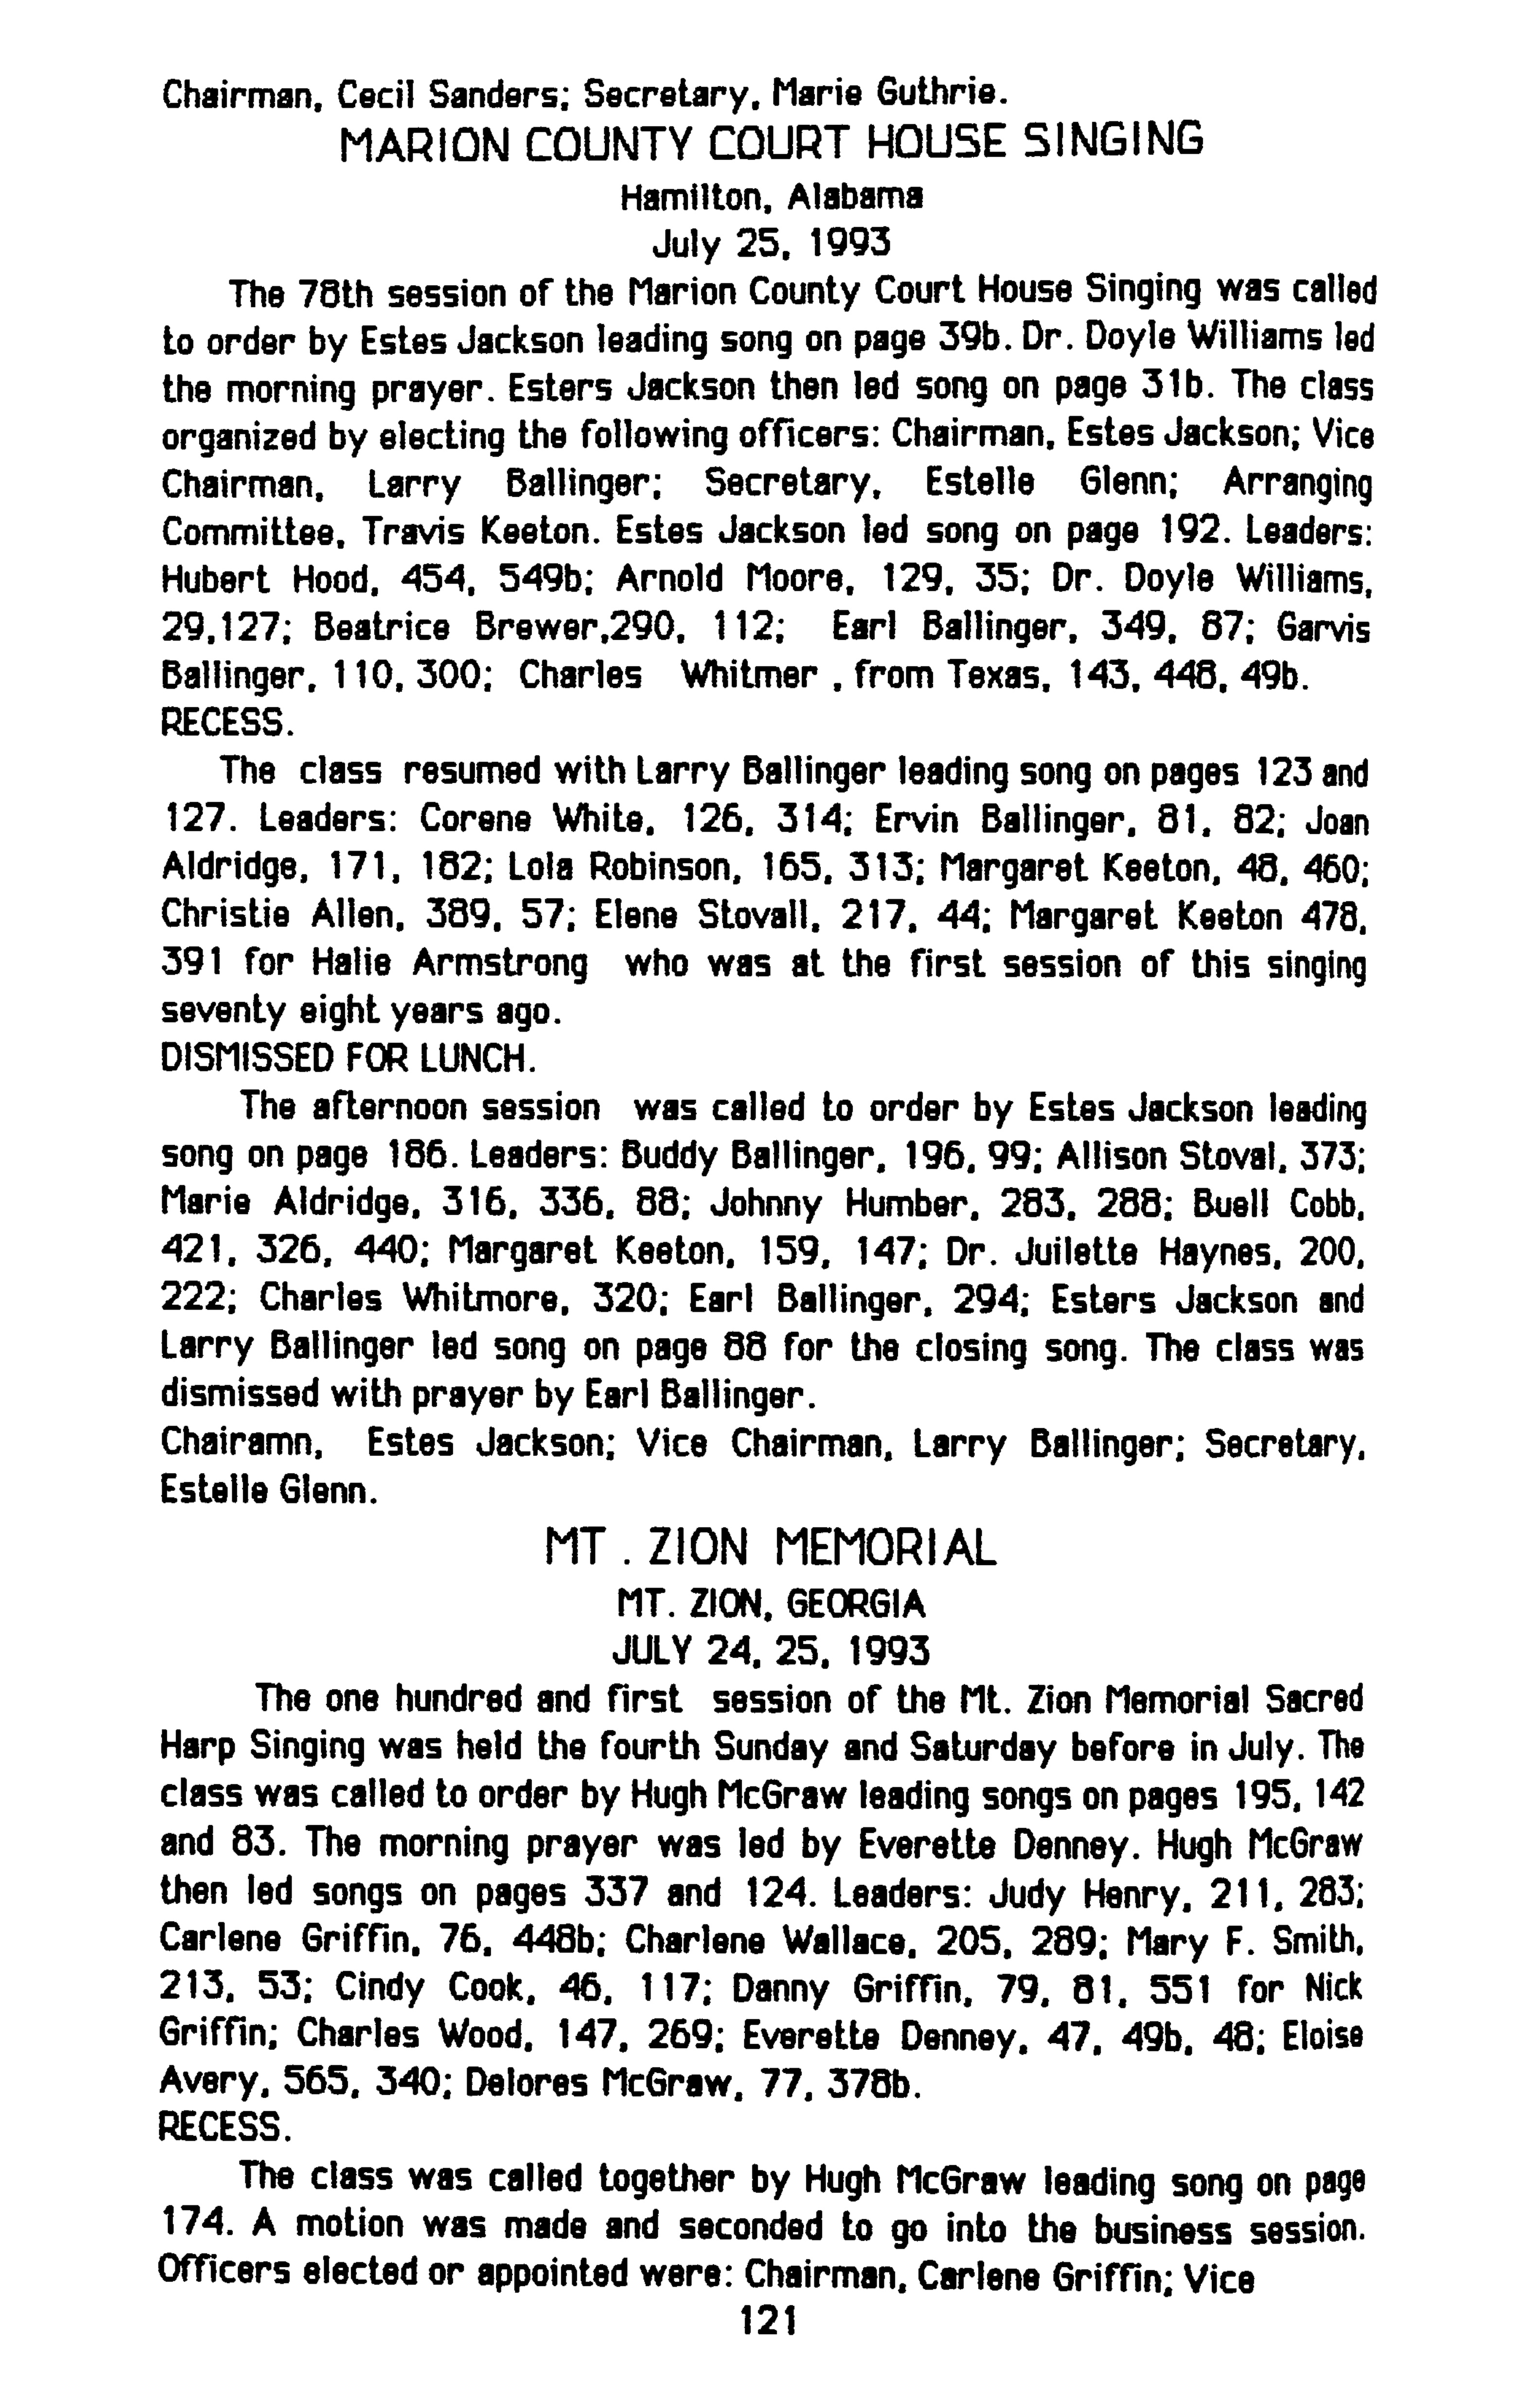 Chairman, Cecil Sanders; Secretary, Marie Guthrie.
MARION COUNTY COURT HOUSE SINGING
Hamilton, Alabama
July 25, 1993
The 78th session of the Marion County Court House Singing was called
to order by Estes Jackson leading song on page 39b. Dr. Doyle Williams led
the morning prayer. Esters Jackson then led song on page 31b. The class
organized by electing the following officers: Chairman, Estes Jackson; Vice
Chairman, Larry Ballinger; Secretary, Estelle Glenn; Arranging
Committee, Travis Keeton. Estes Jackson led song on page 192. Leaders:
Hubert Hood, 454, 549b; Arnold Moore, 129, 35; Dr. Doyle Williams,
29,127; Beatrice Brewer,290, 112; Earl Ballinger, 349, 87; Garvis
Ballinger, 110, 300; Charles Whitmer , from Texas, 143, 448, 49b.
RECESS.
The class resumed with Larry Ballinger leading song on pages 123 and
127. Leaders: Corene White, 126, 314; Ervin Ballinger, 81, 82; Joan
Aldridge, 171, 182; Lola Robinson, 165, 313; Margaret Keeton, 48, 460;
Christie Allen, 389, 57; Elene Stovall, 217, 44; Margaret Keeton 478,
391 for Halie Armstrong who was at the first session of this singing
seventy eight years ago.
DISMISSED FOR LUNCH.
The afternoon session was called to order by Estes Jackson leading
song on page 186. Leaders: Buddy Ballinger, 196, 99; Allison Stoval, 373;
Marie Aldridge, 316, 336, 88; Johnny Humber, 283, 288; Buell Cobb,
421, 326, 440; Margaret Keeton, 159, 147; Dr. Juilette Haynes, 200,
222; Charles Whitmore, 320; Earl Ballinger, 294; Esters Jackson and
Larry Ballinger led song on page 88 for the closing song. The class was
dismissed with prayer by Earl Ballinger.
Chairamn, Estes Jackson; Vice Chairman, Larry Ballinger; Secretary,
Estelle Glenn.
MT . ZION MEMORIAL
MT. ZION, GEORGIA
JULY 24, 25, 1993
The one hundred and first session of the Mt. Zion Memorial Sacred
Harp Singing was held the fourth Sunday and Saturday before in July. The
class was called to order by Hugh McGraw leading songs on pages 195, 142
and 83. The morning prayer was led by Everette Denney. Hugh McGraw
then led songs on pages 337 and 124. Leaders: Judy Henry, 211, 283;
Carlene Griffin, 76, 448b; Charlene Wallace, 205, 289; Mary F. Smith,
213, 53; Cindy Cook, 46, 117; Danny Griffin, 79, 81, 551 for Nick
Griffin; Charles Wood, 147, 269; Everette Denney, 47, 49b, 48; Eloise
Avery, 565, 340; Delores McGraw, 77, 378b.
RECESS.
The class was called together by Hugh McGraw leading song on page
174. A motion was made and seconded to go into the business session.
Officers elected or appointed were: Chairman, Carlene Griffin; Vice
121